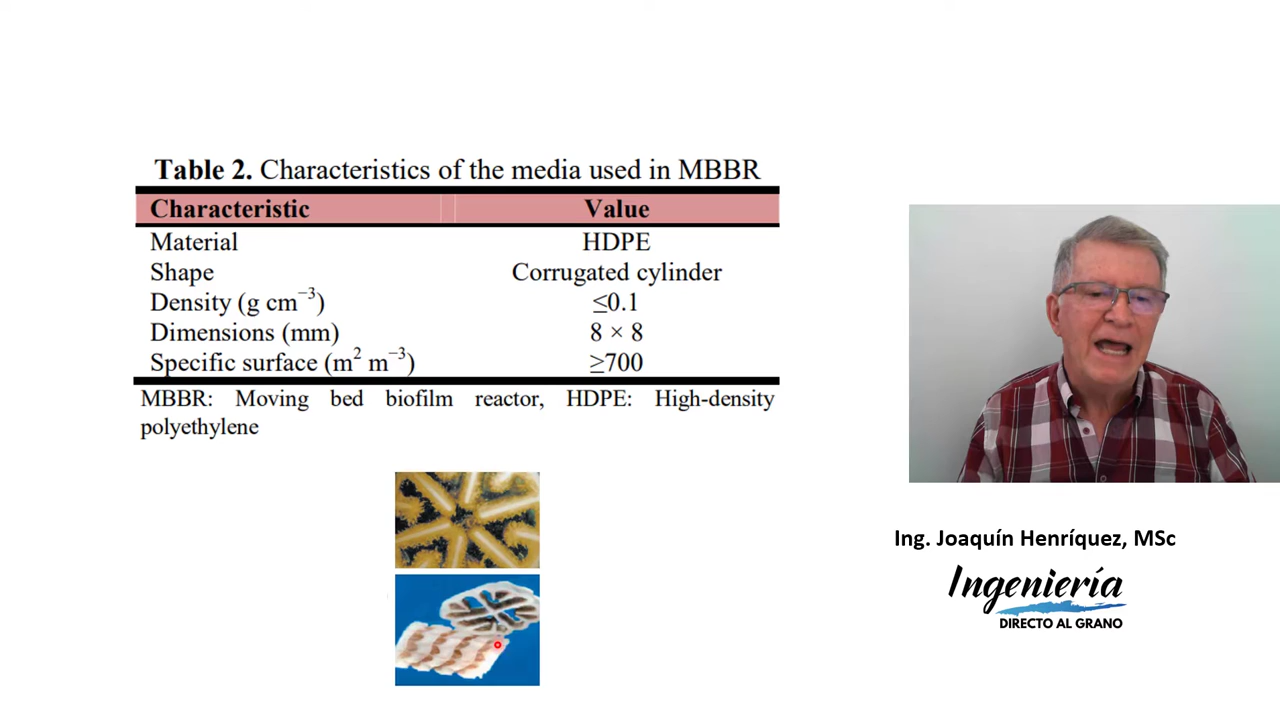 Table 2. Characteristics of the media used in MBBR
Characteristic Value
Material HDPE
Shape Corrugated cylinder
Density (g cm⁻³) ≤0.1
Dimensions (mm) 8 × 8
Specific surface (m² m⁻³) ≥700
MBBR: Moving bed biofilm reactor, HDPE: High-density
polyethylene
Ing. Joaquín Henríquez, MSc
Ingeniería
DIRECTO AL GRANO